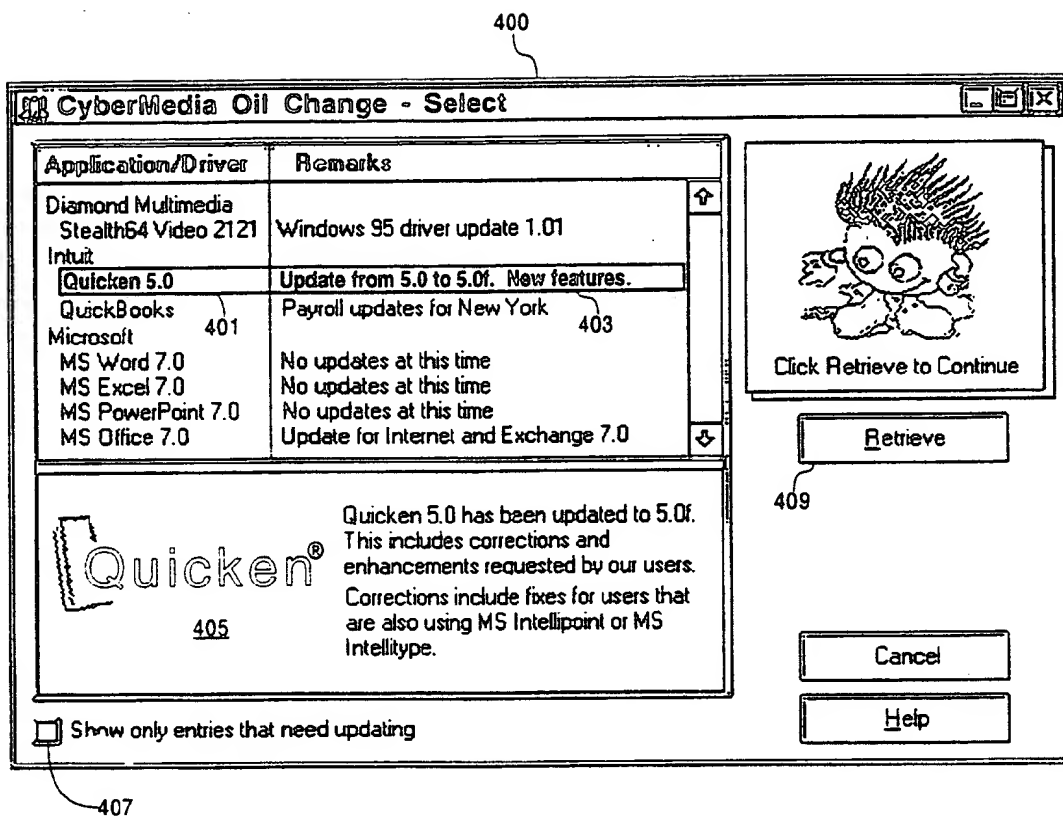 400
CyberMedia Oil Change - Select
Application/Driver Remarks
Diamond Multimedia
Stealth64 Video 2121 Windows 95 driver update 1.01
Intuit
Quicken 5.0 Update from 5.0 to 5.0f. New features.
QuickBooks Payroll updates for New York
401 403
Microsoft
MS Word 7.0 No updates at this time
MS Excel 7.0 No updates at this time
MS PowerPoint 7.0 No updates at this time
MS Office 7.0 Update for Internet and Exchange 7.0
Click Retrieve to Continue
Retrieve
409
Quicken®
405
Quicken 5.0 has been updated to 5.0f.
This includes corrections and
enhancements requested by our users.
Corrections include fixes for users that
are also using MS Intellipoint or MS
Intellitype.
Cancel
Help
Show only entries that need updating
407